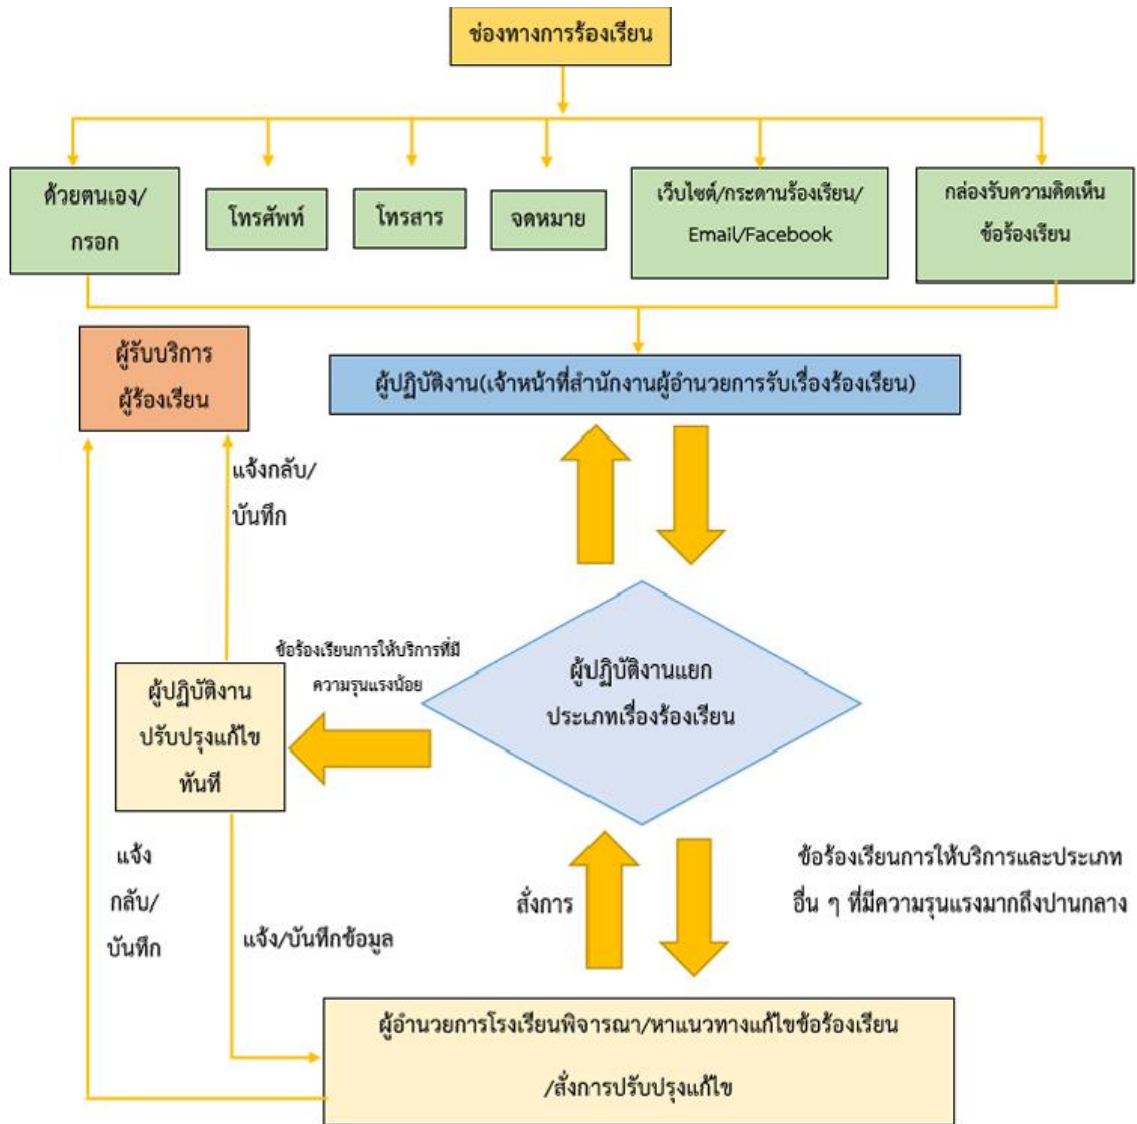 ช่องทางการร้องเรียน
ด้วยตนเอง/
กรอก
โทรศัพท์
โทรสาร
จดหมาย
เว็บไซต์/กระดานร้องเรียน/
Email/Facebook
กล่องรับความคิดเห็น
ข้อร้องเรียน
ผู้รับบริการ
ผู้ร้องเรียน
ผู้ปฏิบัติงาน(เจ้าหน้าที่สำนักงานผู้อำนวยการรับเรื่องร้องเรียน)
แจ้งกลับ/
บันทึก
ข้อร้องเรียนการให้บริการที่มี
ความรุนแรงน้อย
ผู้ปฏิบัติงานแยก
ประเภทเรื่องร้องเรียน
ผู้ปฏิบัติงาน
ปรับปรุงแก้ไข
ทันที
แจ้ง
กลับ/
บันทึก
แจ้ง/บันทึกข้อมูล
สั่งการ
ข้อร้องเรียนการให้บริการและประเภท
อื่น ๆ ที่มีความรุนแรงมากถึงปานกลาง
ผู้อำนวยการโรงเรียนพิจารณา/หาแนวทางแก้ไขข้อร้องเรียน
/สั่งการปรับปรุงแก้ไข